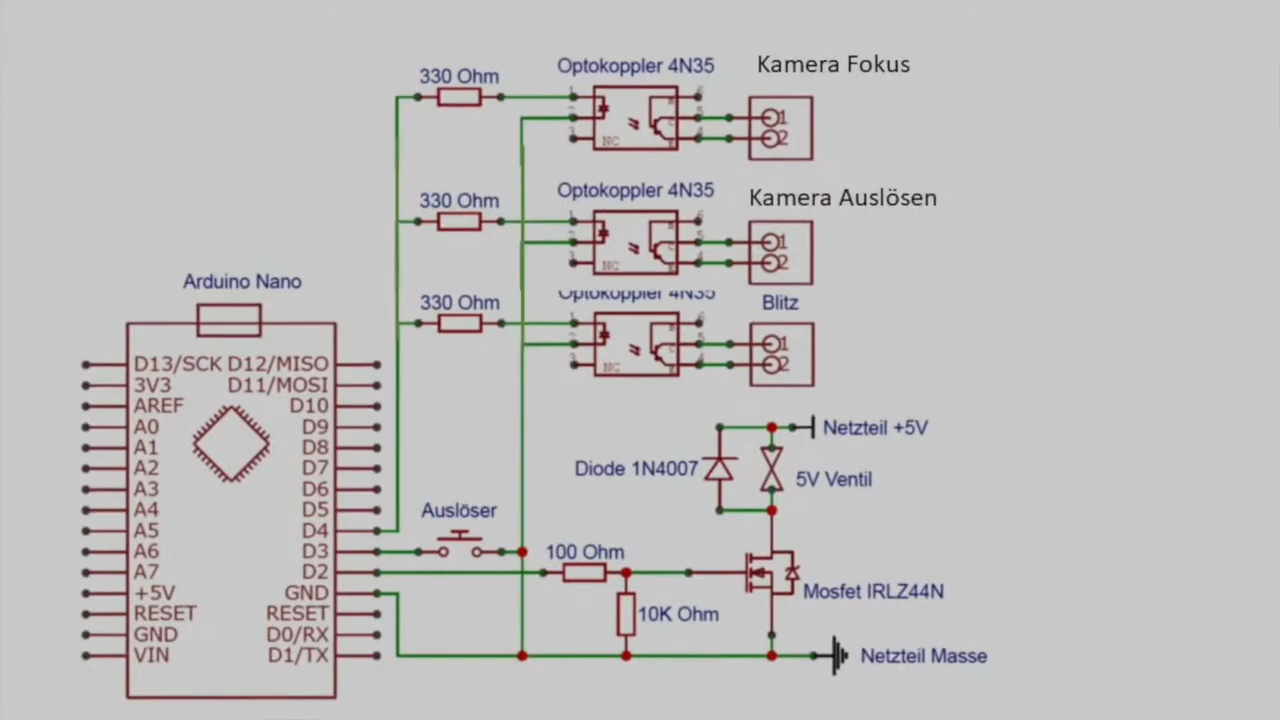 Optokoppler 4N35
Kamera Fokus
330 Ohm
1
2
NC
B
C
E
1
2
Optokoppler 4N35
Kamera Auslösen
330 Ohm
NC
B
C
E
1
2
Optokoppler 4N35
Blitz
330 Ohm
NC
B
C
E
1
2
Arduino Nano
D13/SCK D12/MISO
3V3 D11/MOSI
AREF D10
A0 D9
A1 D8
A2 D7
A3 D6
A4 D5
A5 D4
A6 D3
A7 D2
+5V GND
RESET RESET
GND D0/RX
VIN D1/TX
Auslöser
100 Ohm
10K Ohm
Netzteil +5V
Diode 1N4007
5V Ventil
Mosfet IRLZ44N
Netzteil Masse